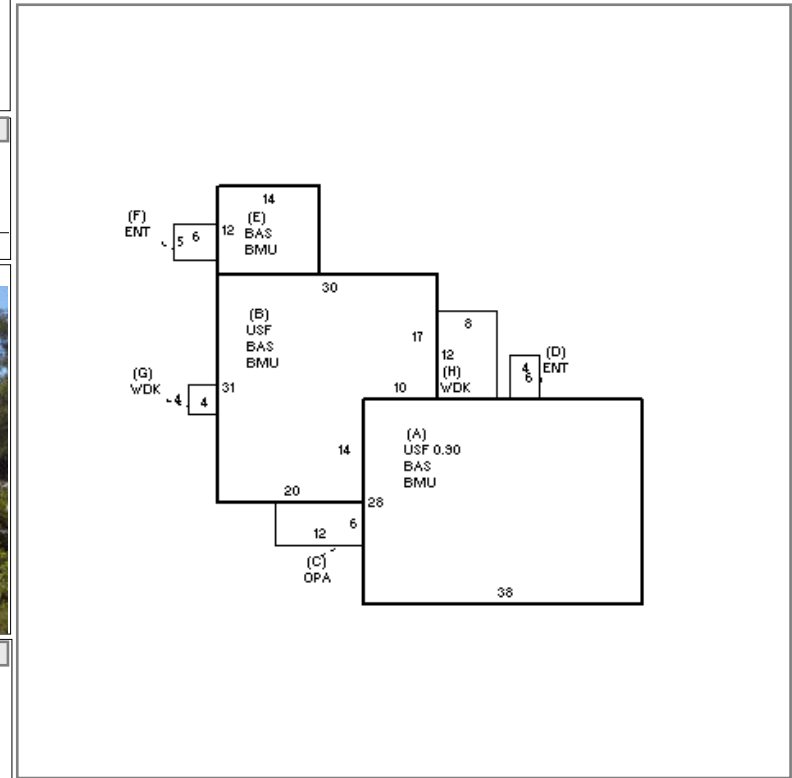 14
(F)
ENT
5
6
12
(E)
BAS
BMU
30
(B)
USF
BAS
BMU
17
8
12
(H)
WDK
(D)
ENT
4
6
(G)
WDK
4
4
31
10
(A)
USF 0.90
BAS
BMU
14
20
28
6
12
(C)
OPA
38